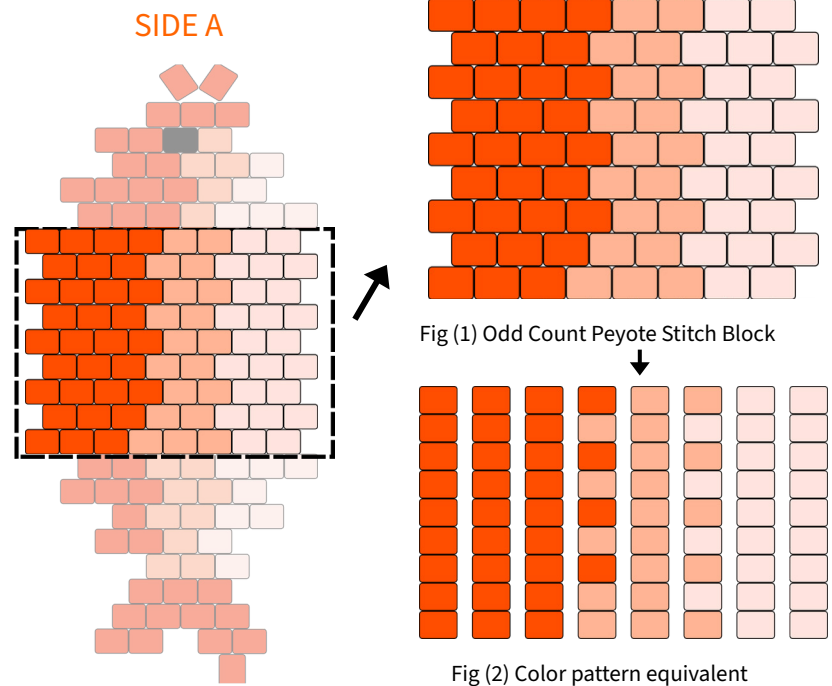 SIDE A
Fig (1) Odd Count Peyote Stitch Block
Fig (2) Color pattern equivalent